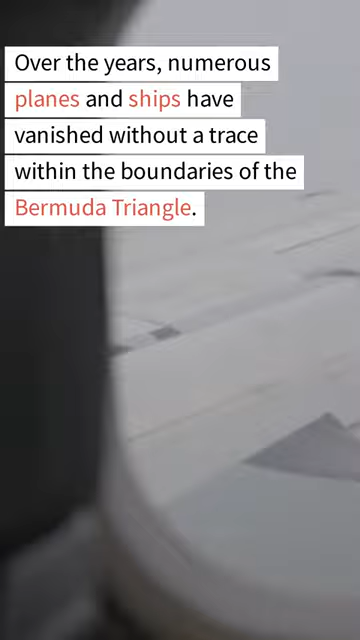 Over the years, numerous
planes and ships have
vanished without a trace
within the boundaries of the
Bermuda Triangle.